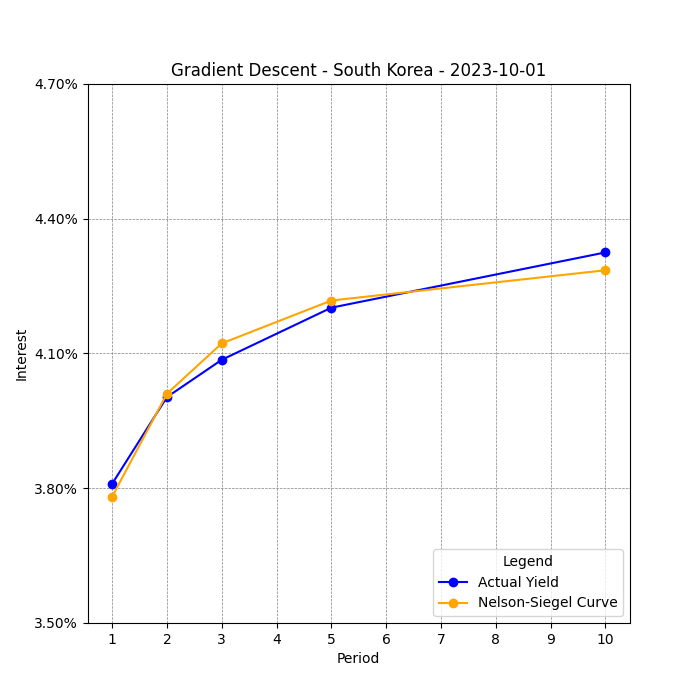 Gradient Descent - South Korea - 2023-10-01
4.70%
4.40%
4.10%
3.80%
3.50%
Interest
1 2 3 4 5 6 7 8 9 10
Period
Legend
Actual Yield
Nelson-Siegel Curve